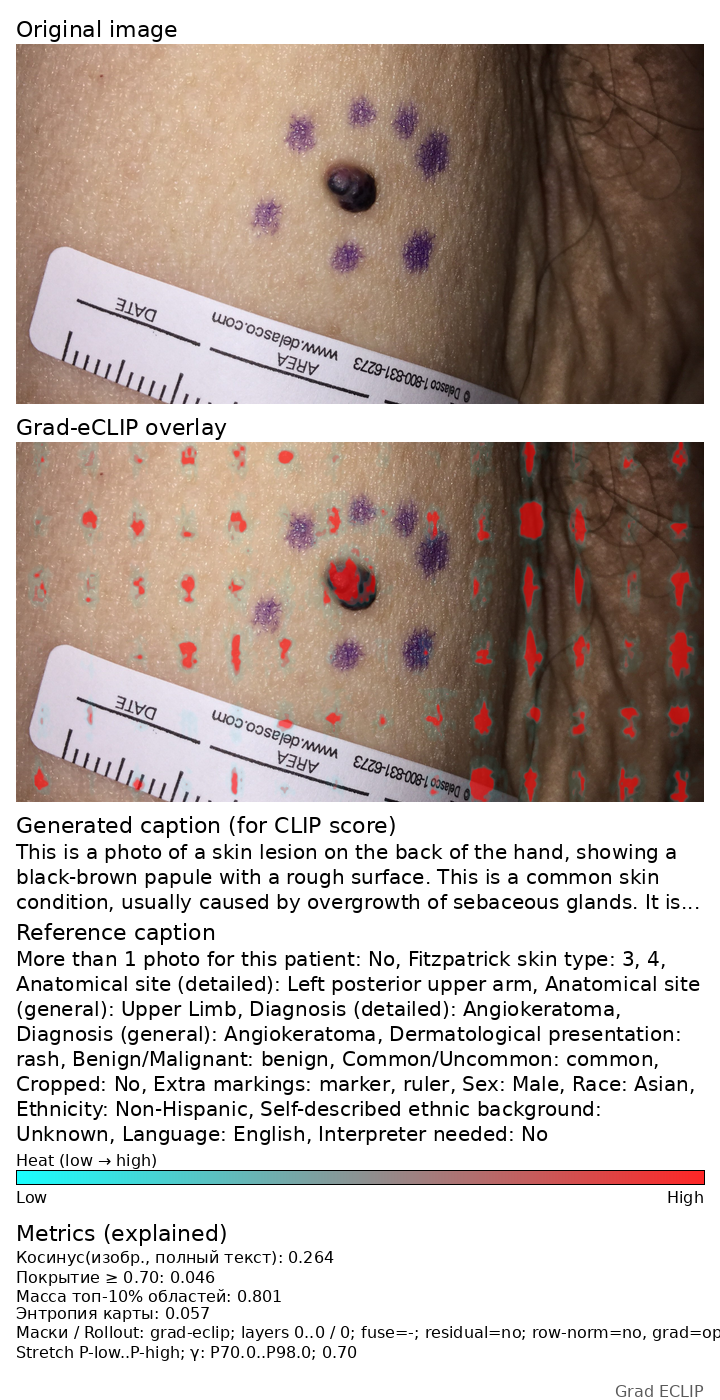 Original image
DATE
AREA
www.delasco.com
© Delasco 1-800-831-6273
Grad-eCLIP overlay
DATE
AREA
www.delasco.com
© Delasco 1-800-831-6273
Generated caption (for CLIP score)
This is a photo of a skin lesion on the back of the hand, showing a
black-brown papule with a rough surface. This is a common skin
condition, usually caused by overgrowth of sebaceous glands. It is...
Reference caption
More than 1 photo for this patient: No, Fitzpatrick skin type: 3, 4,
Anatomical site (detailed): Left posterior upper arm, Anatomical site
(general): Upper Limb, Diagnosis (detailed): Angiokeratoma,
Diagnosis (general): Angiokeratoma, Dermatological presentation:
rash, Benign/Malignant: benign, Common/Uncommon: common,
Cropped: No, Extra markings: marker, ruler, Sex: Male, Race: Asian,
Ethnicity: Non-Hispanic, Self-described ethnic background:
Unknown, Language: English, Interpreter needed: No
Heat (low → high)
Low High
Metrics (explained)
Косинус(изобр., полный текст): 0.264
Покрытие ≥ 0.70: 0.046
Масса топ-10% областей: 0.801
Энтропия карты: 0.057
Маски / Rollout: grad-eclip; layers 0..0 / 0; fuse=-; residual=no; row-norm=no, grad=op
Stretch P-low..P-high; γ: P70.0..P98.0; 0.70
Grad ECLIP